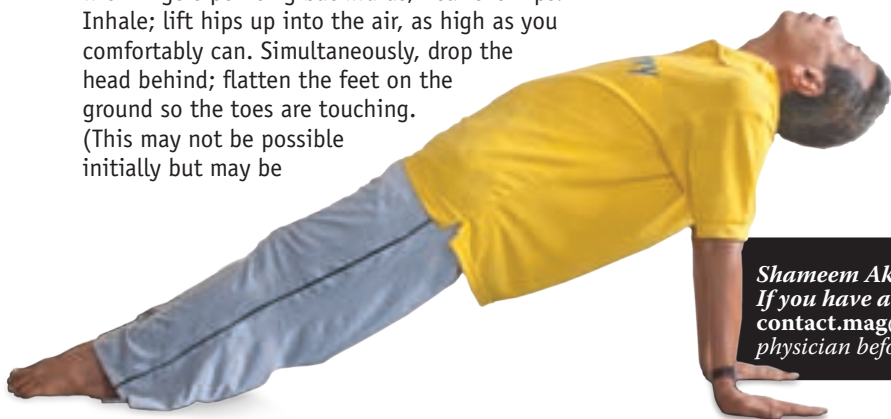 Inhale; lift hips up into the air, as high as you
comfortably can. Simultaneously, drop the
head behind; flatten the feet on the
ground so the toes are touching.
(This may not be possible
initially but may be
Shameem
If you have a
contact.mag
physician